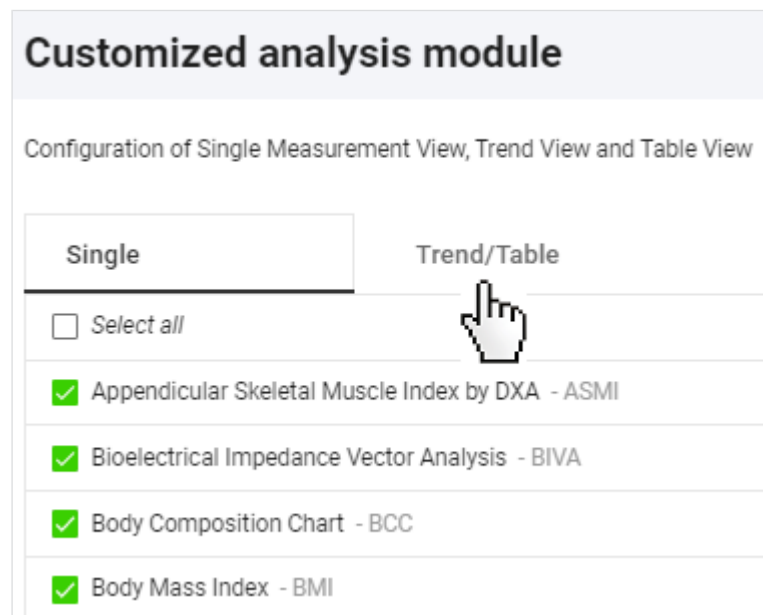 Customized analysis module
Configuration of Single Measurement View, Trend View and Table View
Single
Trend/Table
Select all
Appendicular Skeletal Muscle Index by DXA - ASMI
Bioelectrical Impedance Vector Analysis - BIVA
Body Composition Chart - BCC
Body Mass Index - BMI